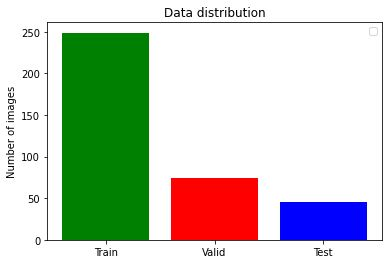 Data distribution
Number of images
250
200
150
100
50
0
Train Valid Test